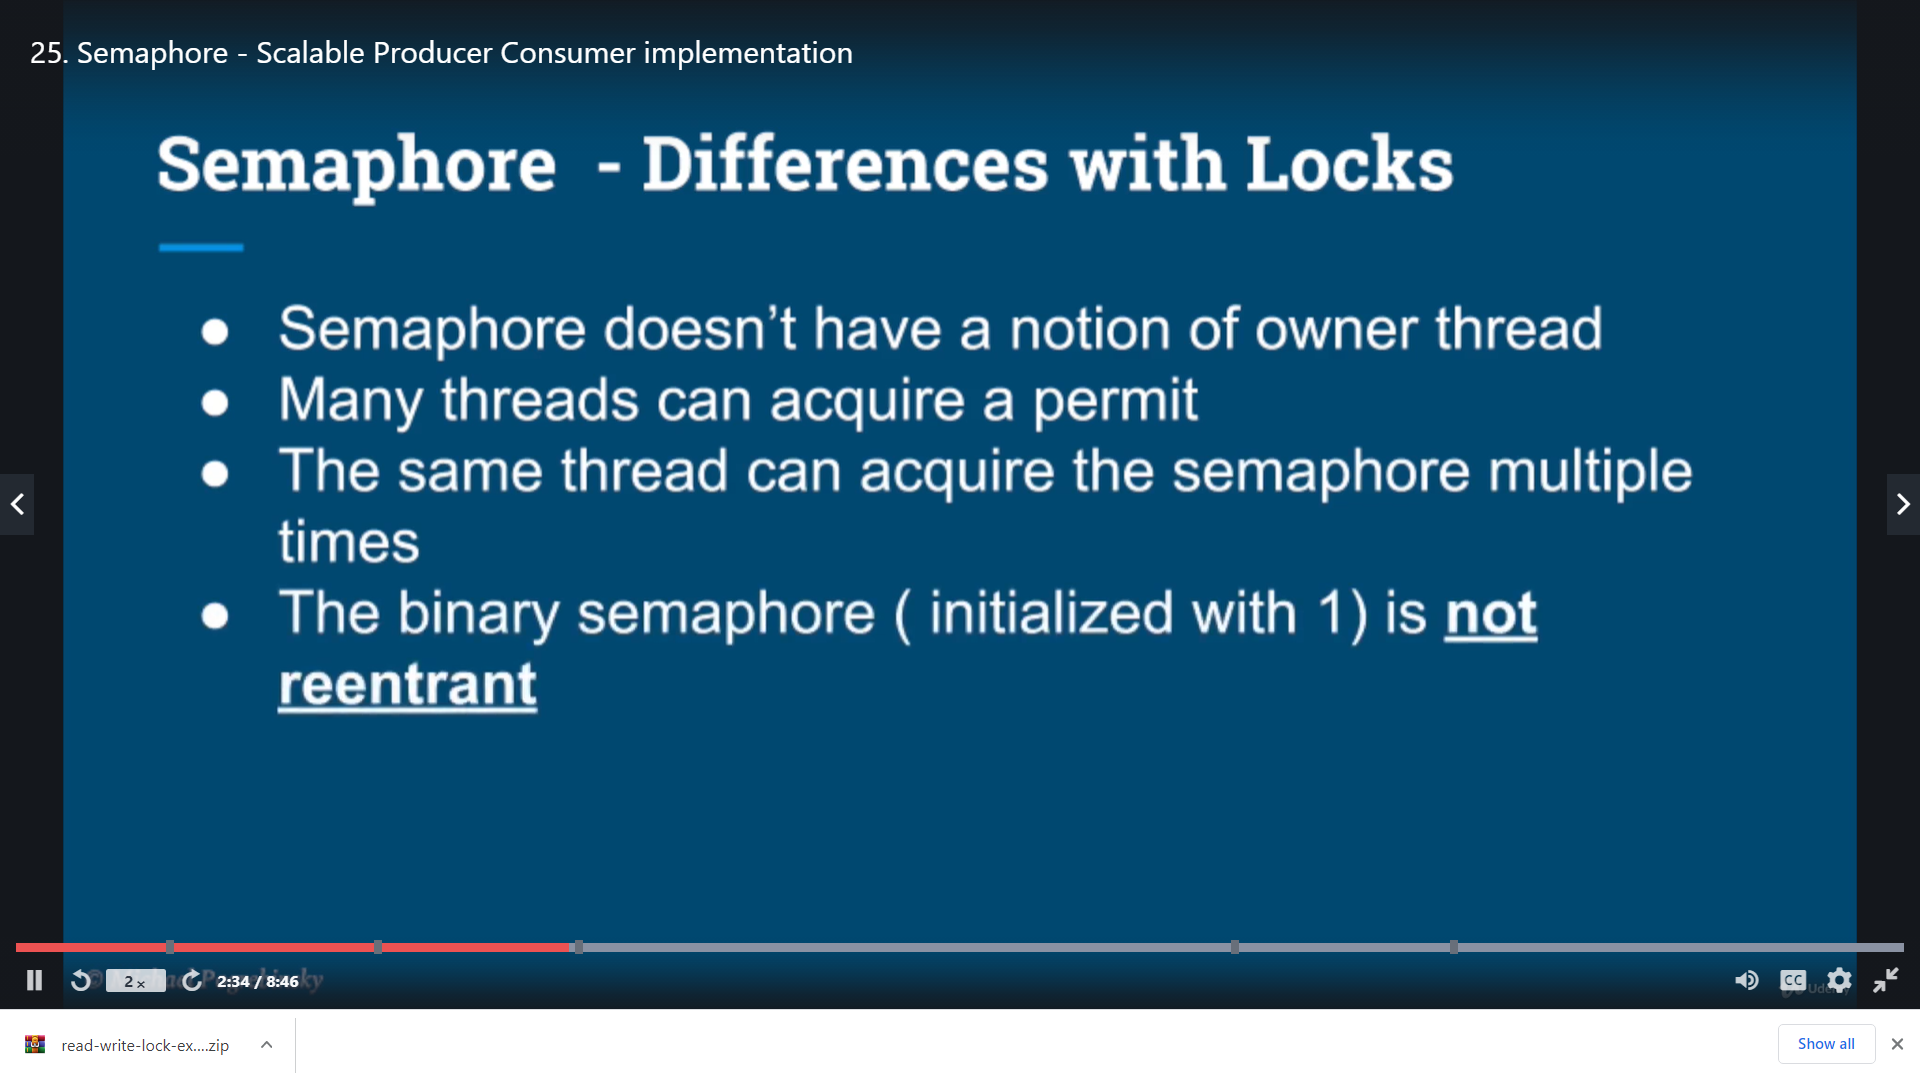 25. Semaphore - Scalable Producer Consumer implementation
Semaphore - Differences with Locks
● Semaphore doesn’t have a notion of owner thread
● Many threads can acquire a permit
● The same thread can acquire the semaphore multiple
times
● The binary semaphore ( initialized with 1) is not
reentrant
2 x
2:34 / 8:46
CC
read-write-lock-ex....zip
Show all